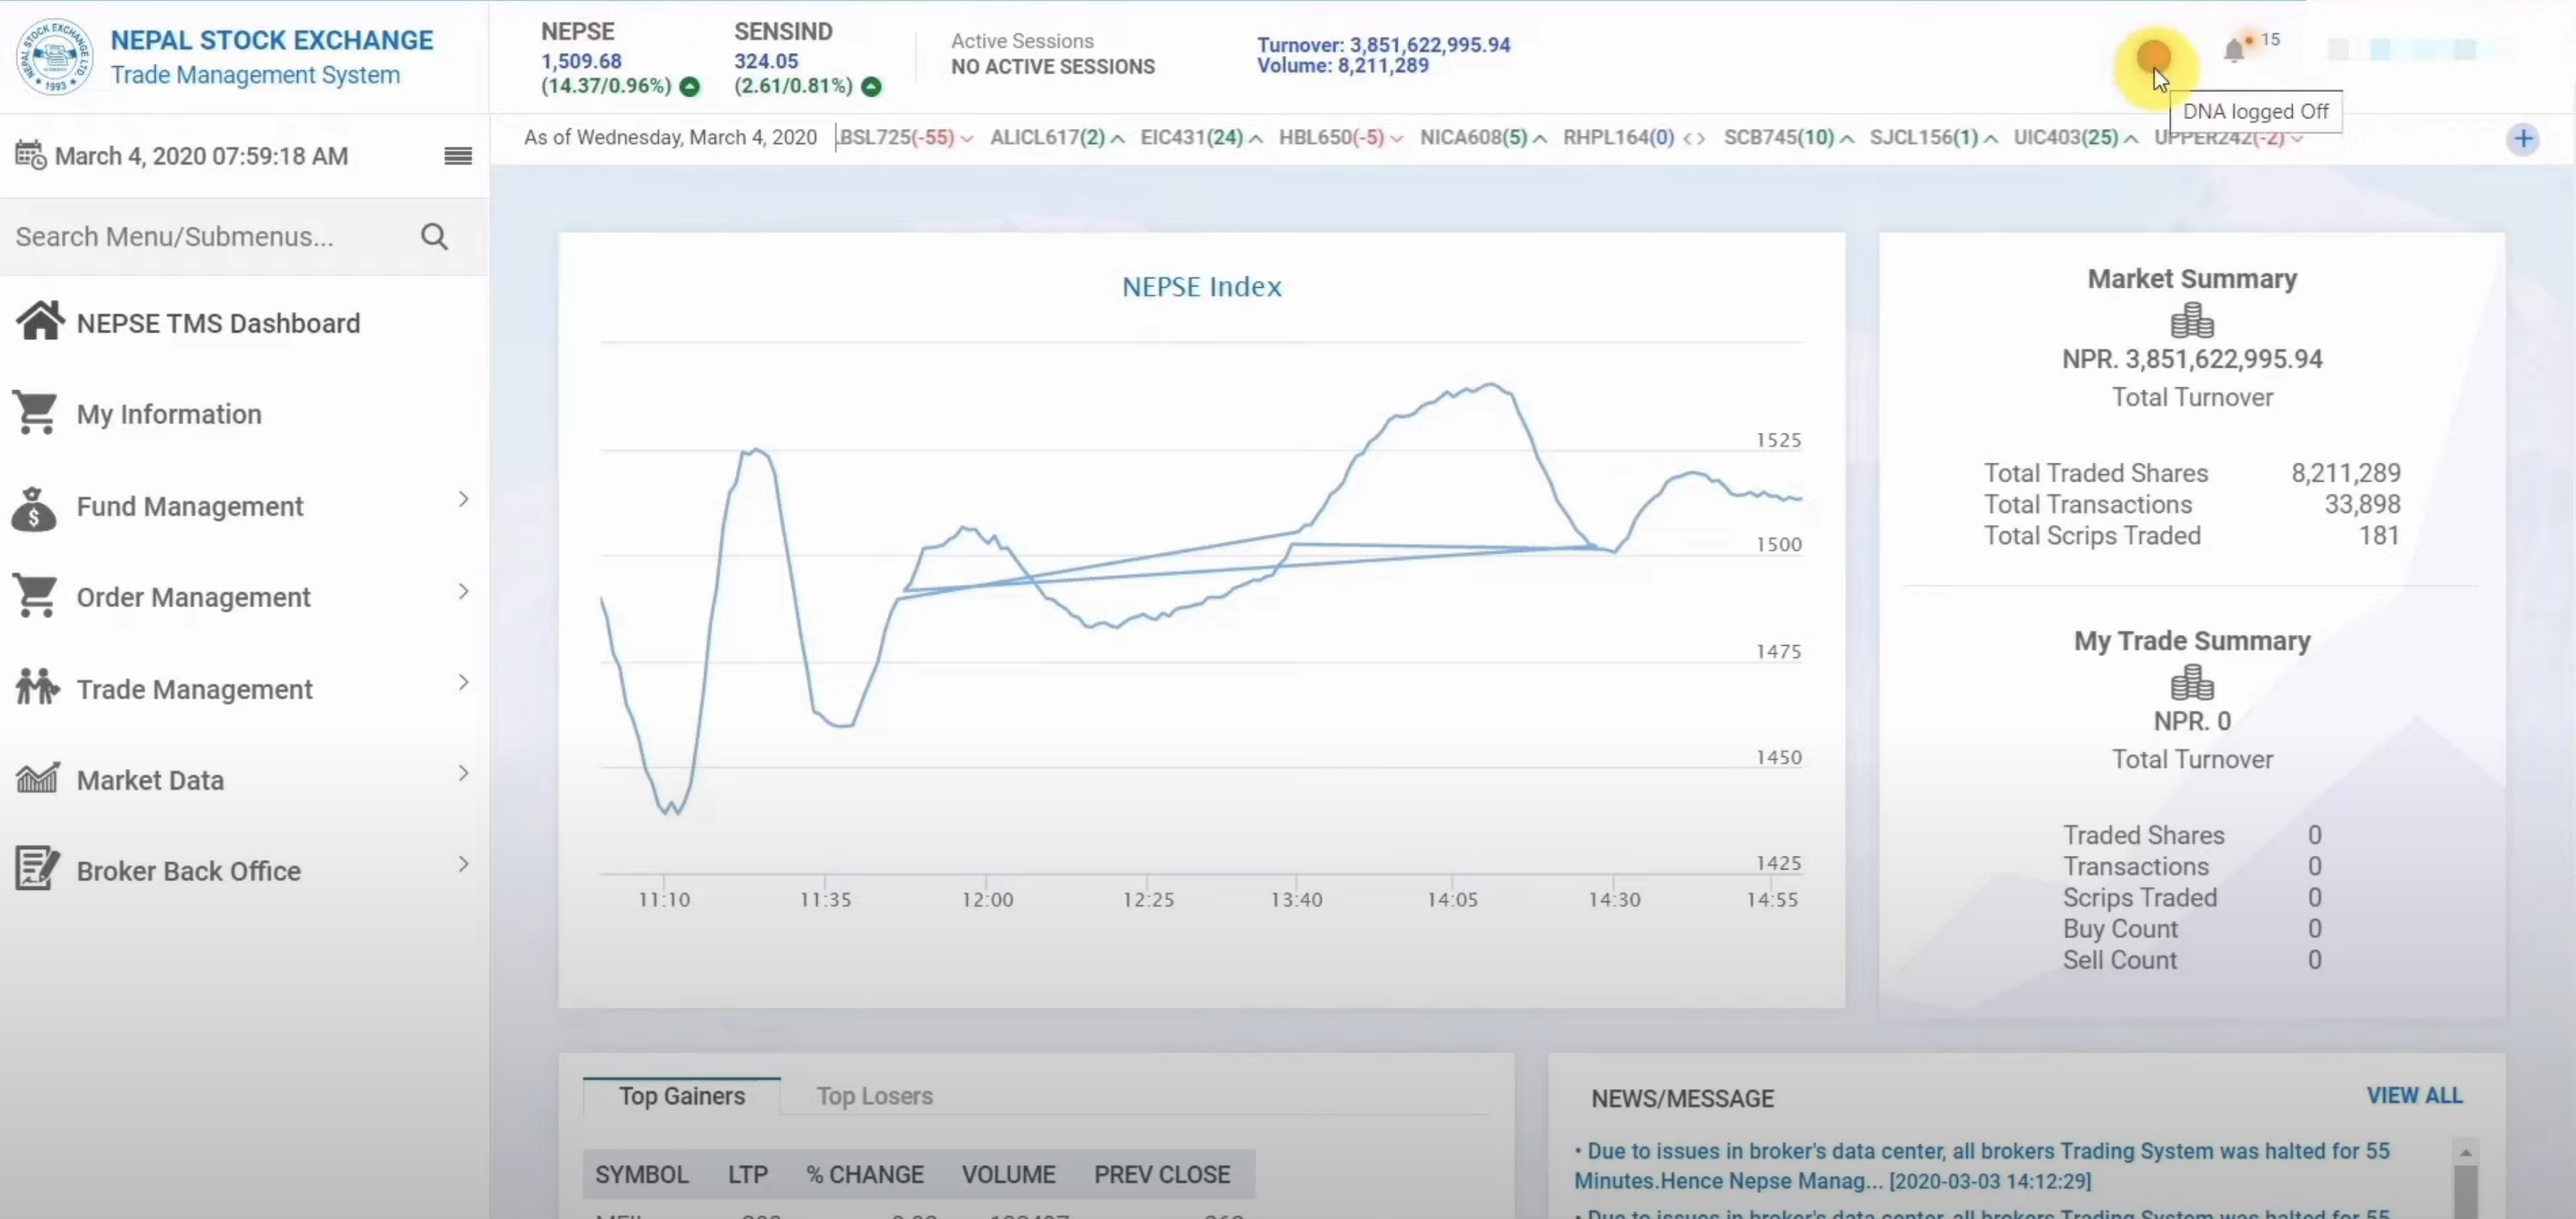 NEPAL STOCK EXCHANGE
Trade Management System
NEPSE
1,509.68
(14.37/0.96%)
SENSIND
324.05
(2.61/0.81%)
Active Sessions
NO ACTIVE SESSIONS
Turnover: 3,851,622,995.94
Volume: 8,211,289
15
DNA logged Off
March 4, 2020 07:59:18 AM
As of Wednesday, March 4, 2020 BSL725(-55) ALICL617(2) EIC431(24) HBL650(-5) NICA608(5) RHPL164(0) SCB745(10) SJCL156(1) UIC403(25) UPPER242(-2)
Search Menu/Submenus...
NEPSE TMS Dashboard
My Information
Fund Management
Order Management
Trade Management
Market Data
Broker Back Office
NEPSE Index
1525
1500
1475
1450
1425
11:10 11:35 12:00 12:25 13:40 14:05 14:30 14:55
Market Summary
NPR. 3,851,622,995.94
Total Turnover
Total Traded Shares 8,211,289
Total Transactions 33,898
Total Scrips Traded 181
My Trade Summary
NPR. 0
Total Turnover
Traded Shares 0
Transactions 0
Scrips Traded 0
Buy Count 0
Sell Count 0
Top Gainers Top Losers
SYMBOL LTP % CHANGE VOLUME PREV CLOSE
NEWS/MESSAGE
VIEW ALL
• Due to issues in broker's data center, all brokers Trading System was halted for 55
Minutes.Hence Nepse Manag... [2020-03-03 14:12:29]
• Due to issues in broker's data center, all brokers Trading System was halted for 55